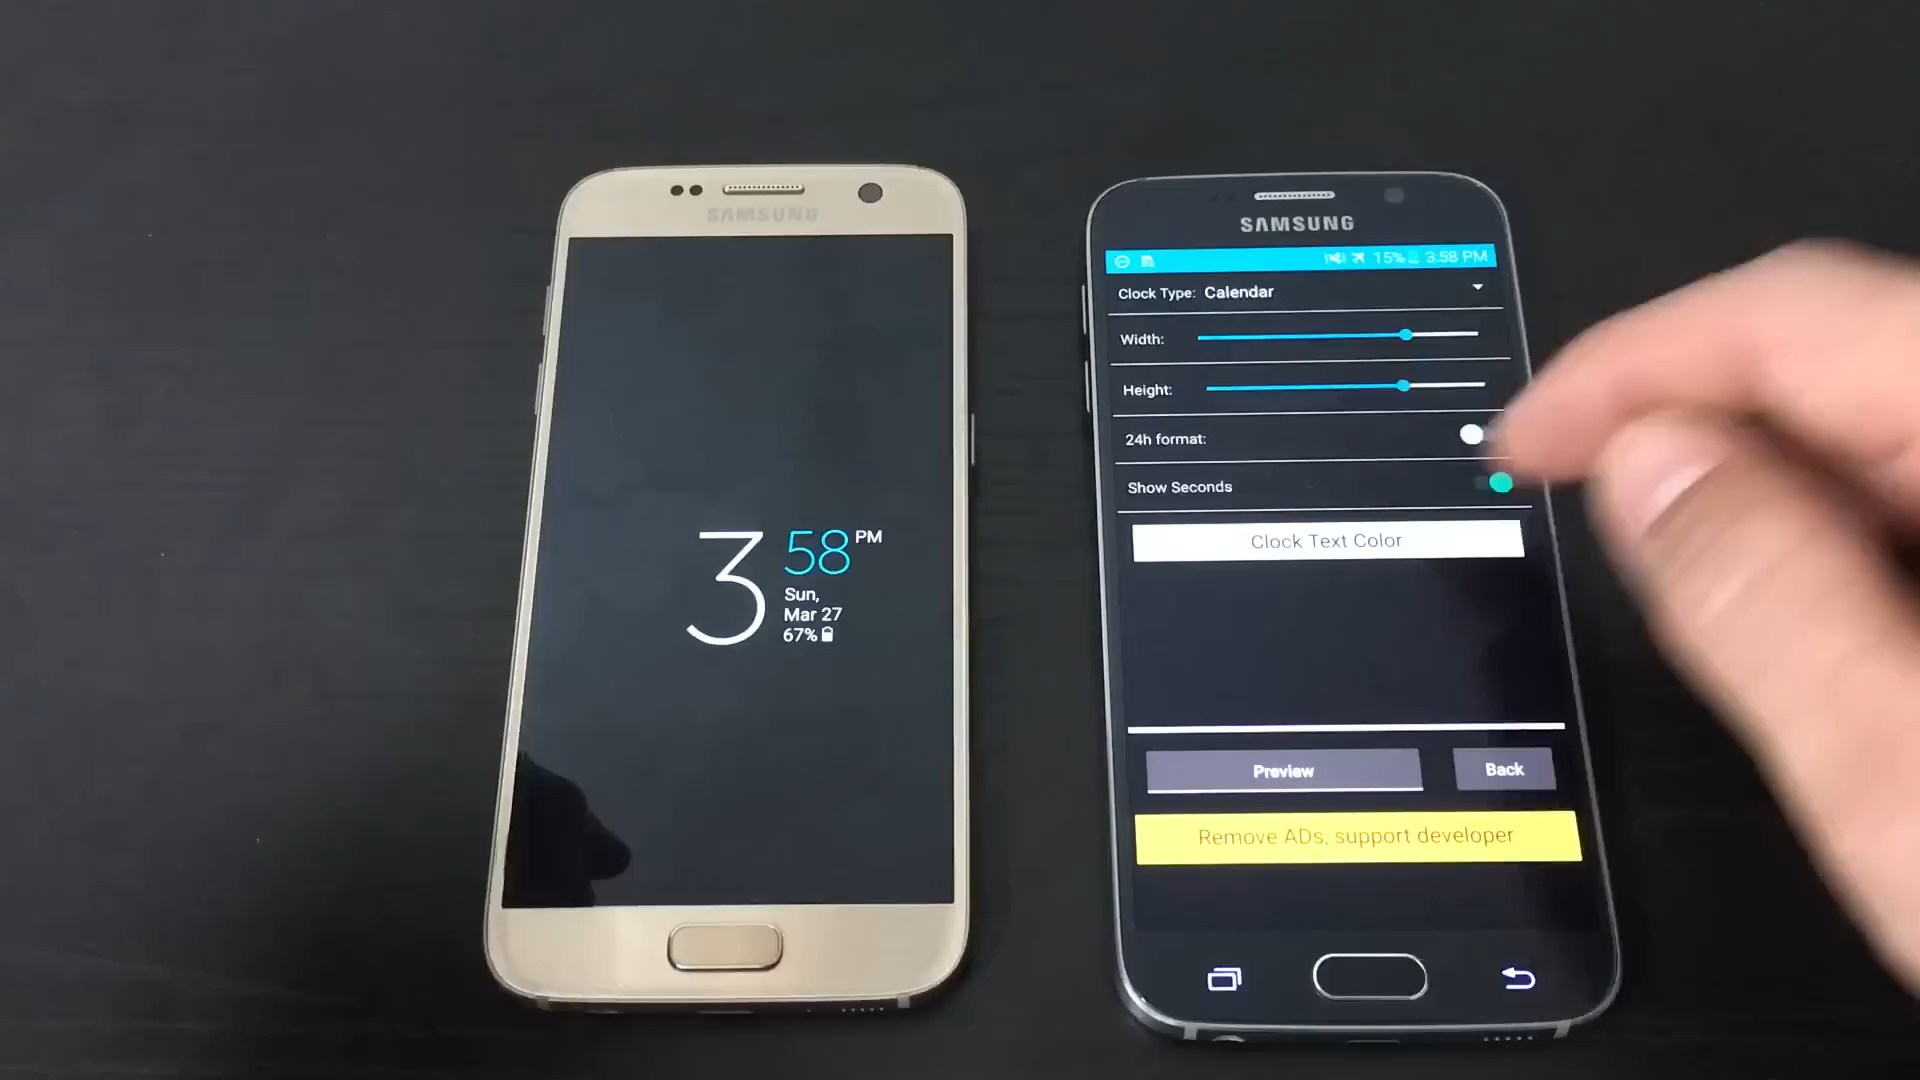 SAMSUNG
3 58 PM
Sun,
Mar 27
67%
SAMSUNG
15% 3:58 PM
Clock Type: Calendar
Width:
Height:
24h format:
Show Seconds
Clock Text Color
Preview
Back
Remove ADs, support developer